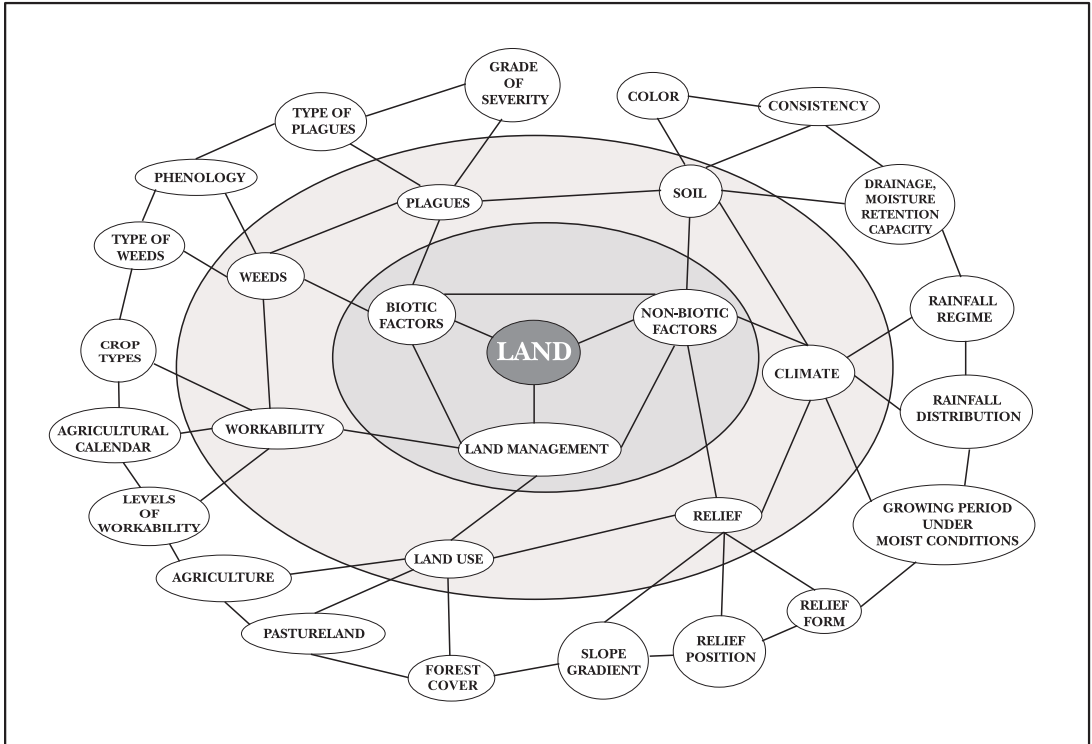 GRADE
OF
SEVERITY
COLOR
CONSISTENCY
TYPE OF
PLAGUES
PHENOLOGY
PLAGUES
SOIL
DRAINAGE,
MOISTURE
RETENTION
CAPACITY
TYPE OF
WEEDS
WEEDS
BIOTIC
FACTORS
NON-BIOTIC
FACTORS
RAINFALL
REGIME
CROP
TYPES
LAND
CLIMATE
RAINFALL
DISTRIBUTION
AGRICULTURAL
CALENDAR
WORKABILITY
LAND MANAGEMENT
LEVELS
OF
WORKABILITY
RELIEF
GROWING PERIOD
UNDER
MOIST CONDITIONS
AGRICULTURE
LAND USE
PASTURELAND
RELIEF
FORM
FOREST
COVER
SLOPE
GRADIENT
RELIEF
POSITION